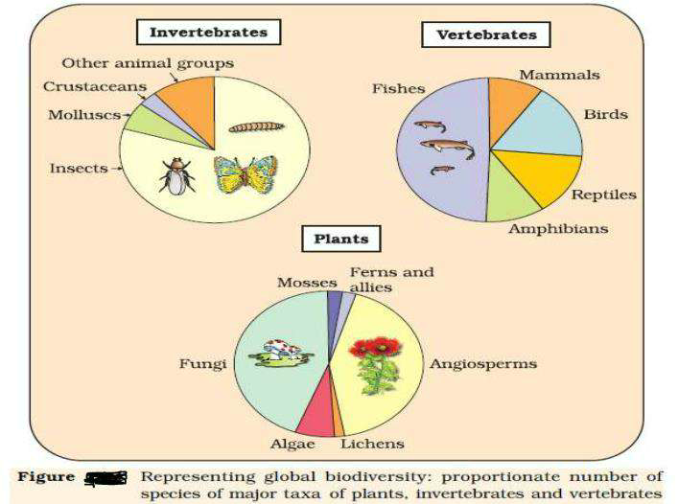 Invertebrates
Other animal groups
Crustaceans
Molluscs
Insects
Vertebrates
Fishes
Mammals
Birds
Reptiles
Amphibians
Plants
Mosses
Ferns and
allies
Fungi
Angiosperms
Algae
Lichens
Figure Representing global biodiversity: proportionate number of
species of major taxa of plants, invertebrates and vertebrates